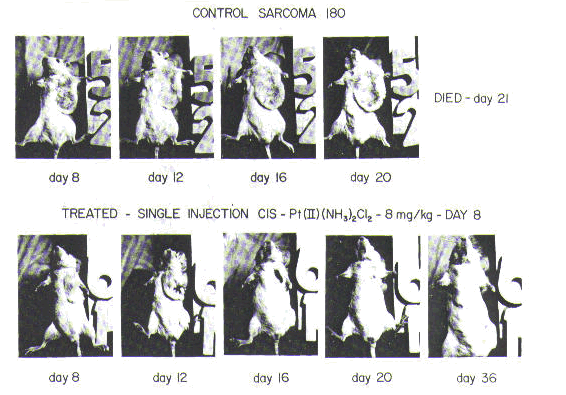 CONTROL SARCOMA 180
DIED - day 21
day 8 day 12 day 16 day 20
TREATED - SINGLE INJECTION CIS - Pt(II)(NH₃)₂Cl₂ - 8 mg/kg - DAY 8
day 8 day 12 day 16 day 20 day 36